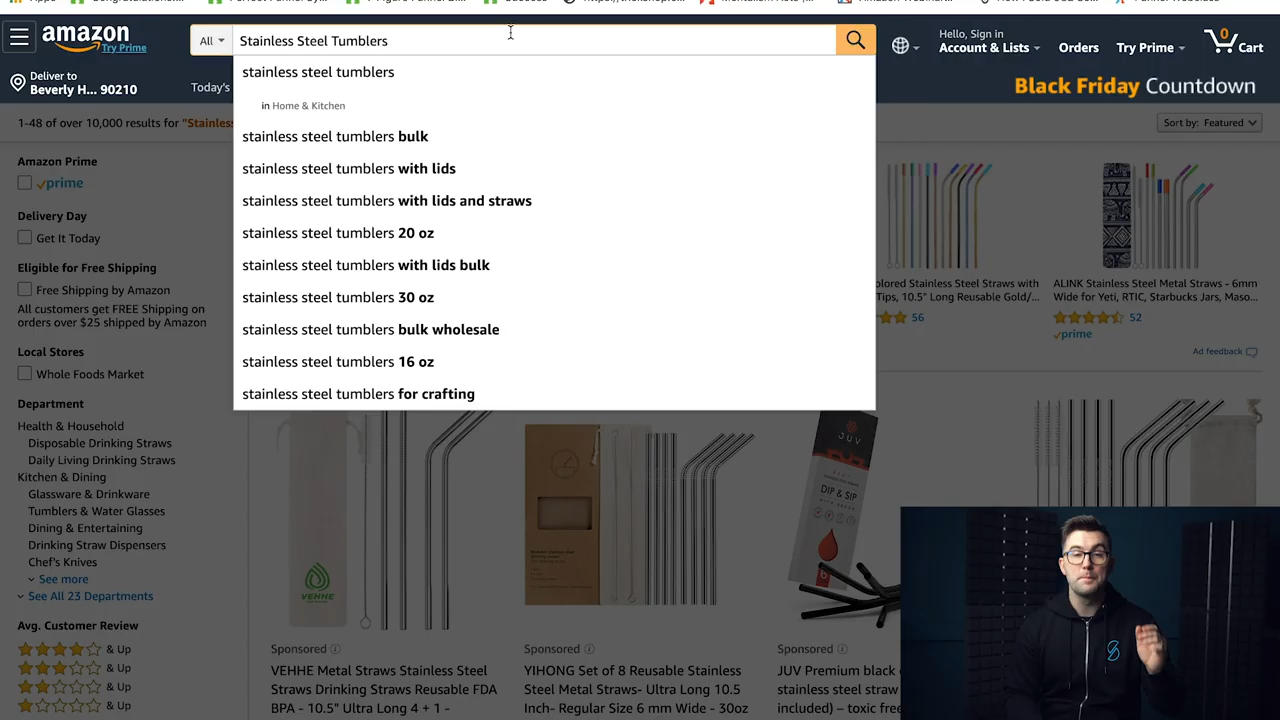 amazon
Try Prime
All
Stainless Steel Tumblers
Hello, Sign in
Account & Lists
Orders
Try Prime
0
Cart
Deliver to
Beverly H... 90210
Today's
Black Friday Countdown
stainless steel tumblers
in Home & Kitchen
stainless steel tumblers bulk
stainless steel tumblers with lids
stainless steel tumblers with lids and straws
stainless steel tumblers 20 oz
stainless steel tumblers with lids bulk
stainless steel tumblers 30 oz
stainless steel tumblers bulk wholesale
stainless steel tumblers 16 oz
stainless steel tumblers for crafting
1-48 of over 10,000 results for "Stainless
Sort by: Featured
Amazon Prime
prime
Delivery Day
Get It Today
Eligible for Free Shipping
Free Shipping by Amazon
All customers get FREE Shipping on
orders over $25 shipped by Amazon
Local Stores
Whole Foods Market
Department
Health & Household
Disposable Drinking Straws
Daily Living Drinking Straws
Kitchen & Dining
Glassware & Drinkware
Tumblers & Water Glasses
Dining & Entertaining
Drinking Straw Dispensers
Chef's Knives
See more
See All 23 Departments
Avg. Customer Review
& Up
& Up
& Up
& Up
olored Stainless Steel Straws with
Tips, 10.5" Long Reusable Gold/...
56
ALINK Stainless Steel Metal Straws - 6mm
Wide for Yeti, RTIC, Starbucks Jars, Maso...
52
prime
Ad feedback
VEHHE
JUV
DIP & SIP
Sponsored
VEHHE Metal Straws Stainless Steel
Straws Drinking Straws Reusable FDA
BPA - 10.5" Ultra Long 4 + 1 -
Sponsored
YIHONG Set of 8 Reusable Stainless
Steel Metal Straws- Ultra Long 10.5
Inch- Regular Size 6 mm Wide - 30oz
Sponsored
JUV Premium black
stainless steel straw
included) – toxic free